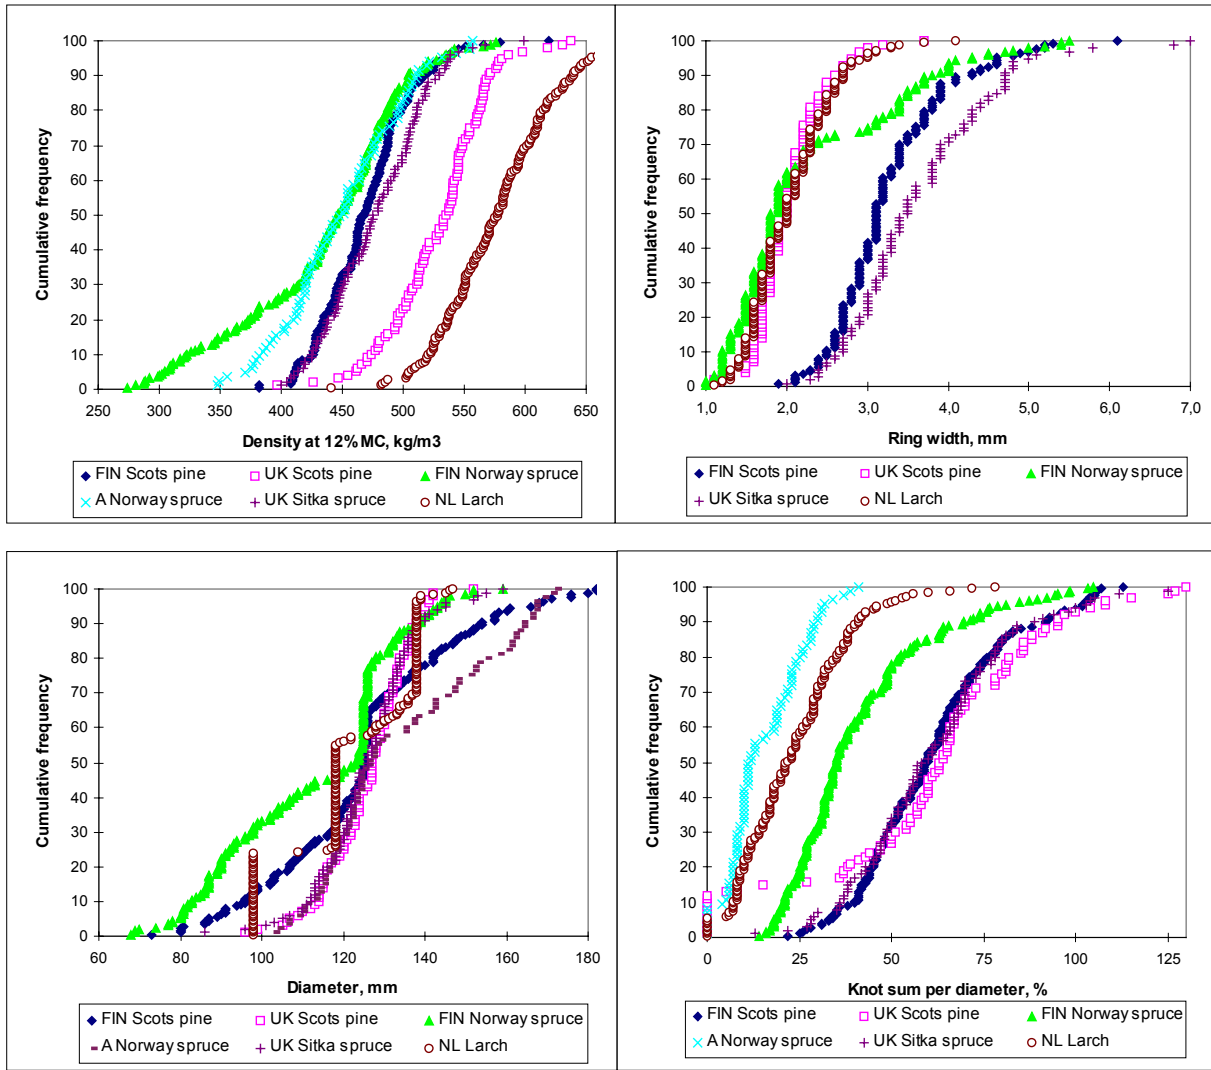 Cumulative frequency
100
90
80
70
60
50
40
30
20
10
0
250 300 350 400 450 500 550 600 650
Density at 12% MC, kg/m3
FIN Scots pine UK Scots pine FIN Norway spruce
A Norway spruce UK Sitka spruce NL Larch
Cumulative frequency
100
90
80
70
60
50
40
30
20
10
0
1,0 2,0 3,0 4,0 5,0 6,0 7,0
Ring width, mm
FIN Scots pine UK Scots pine FIN Norway spruce
UK Sitka spruce NL Larch
Cumulative frequency
100
90
80
70
60
50
40
30
20
10
0
60 80 100 120 140 160 180
Diameter, mm
FIN Scots pine UK Scots pine FIN Norway spruce
A Norway spruce UK Sitka spruce NL Larch
Cumulative frequency
100
90
80
70
60
50
40
30
20
10
0
0 25 50 75 100 125
Knot sum per diameter, %
FIN Scots pine UK Scots pine FIN Norway spruce
A Norway spruce UK Sitka spruce NL Larch